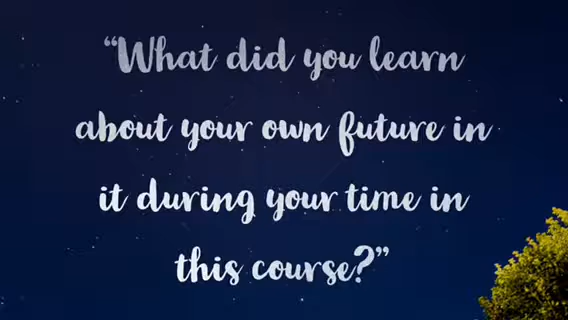 “What did you learn
about your own future in
it during your time in
this course?”